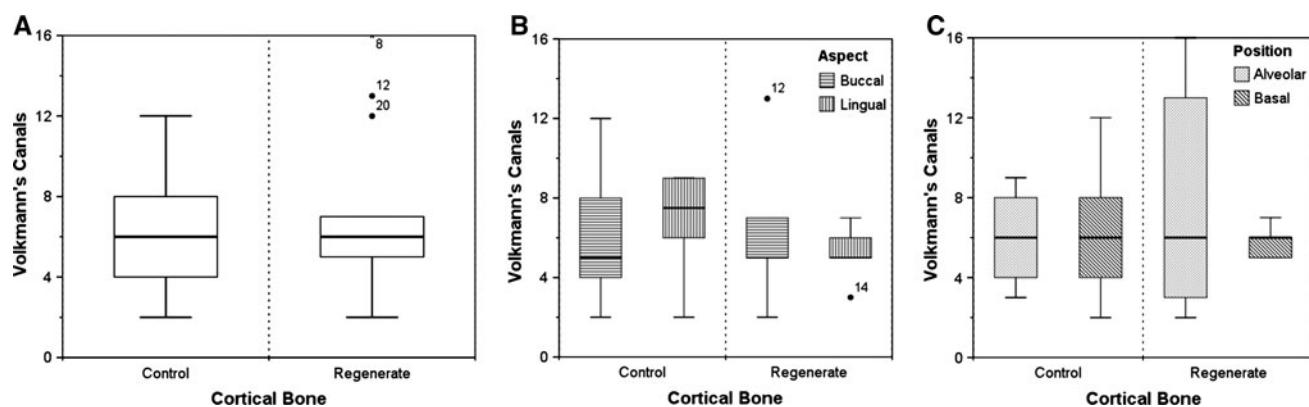 A
Volkmann's Canals
16
12
8
4
0
8
12
20
Control
Regenerate
Cortical Bone
B
Volkmann's Canals
16
12
8
4
0
Aspect
Buccal
Lingual
12
14
Control
Regenerate
Cortical Bone
C
Volkmann's Canals
16
12
8
4
0
Position
Alveolar
Basal
Control
Regenerate
Cortical Bone